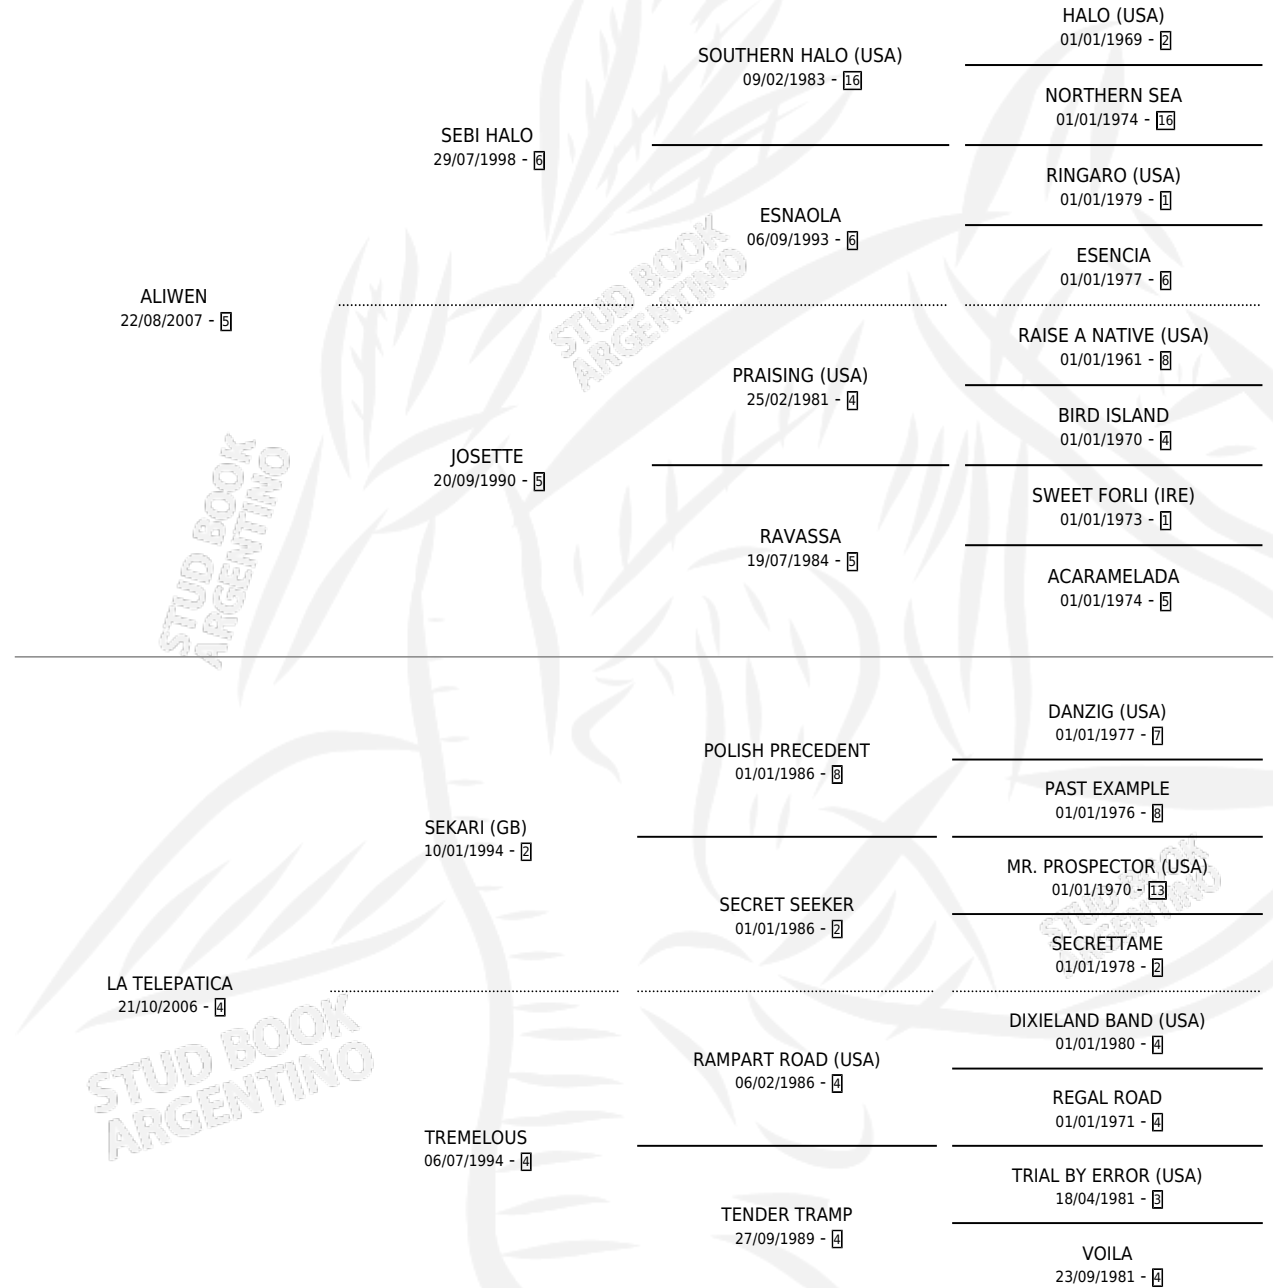 HALO (USA)
01/01/1969 - 2
SOUTHERN HALO (USA)
09/02/1983 - 16
NORTHERN SEA
01/01/1974 - 16
SEBI HALO
29/07/1998 - 6
RINGARO (USA)
01/01/1979 - 1
ESNAOLA
06/09/1993 - 6
ESENCIA
01/01/1977 - 6
ALIWEN
22/08/2007 - 5
RAISE A NATIVE (USA)
01/01/1961 - 8
PRAISING (USA)
25/02/1981 - 4
BIRD ISLAND
01/01/1970 - 4
JOSETTE
20/09/1990 - 5
SWEET FORLI (IRE)
01/01/1973 - 1
RAVASSA
19/07/1984 - 5
ACARAMELADA
01/01/1974 - 5
DANZIG (USA)
01/01/1977 - 7
POLISH PRECEDENT
01/01/1986 - 8
PAST EXAMPLE
01/01/1976 - 8
SEKARI (GB)
10/01/1994 - 2
MR. PROSPECTOR (USA)
01/01/1970 - 13
SECRET SEEKER
01/01/1986 - 2
SECRETTAME
01/01/1978 - 2
LA TELEPATICA
21/10/2006 - 4
DIXIELAND BAND (USA)
01/01/1980 - 4
RAMPART ROAD (USA)
06/02/1986 - 4
REGAL ROAD
01/01/1971 - 4
TREMELOUS
06/07/1994 - 4
TRIAL BY ERROR (USA)
18/04/1981 - 3
TENDER TRAMP
27/09/1989 - 4
VOILA
23/09/1981 - 4
STUD BOOK
ARGENTINO
STUD BOOK
ARGENTINO
STUD BOOK
ARGENTINO
STUD BOOK
ARGENTINO